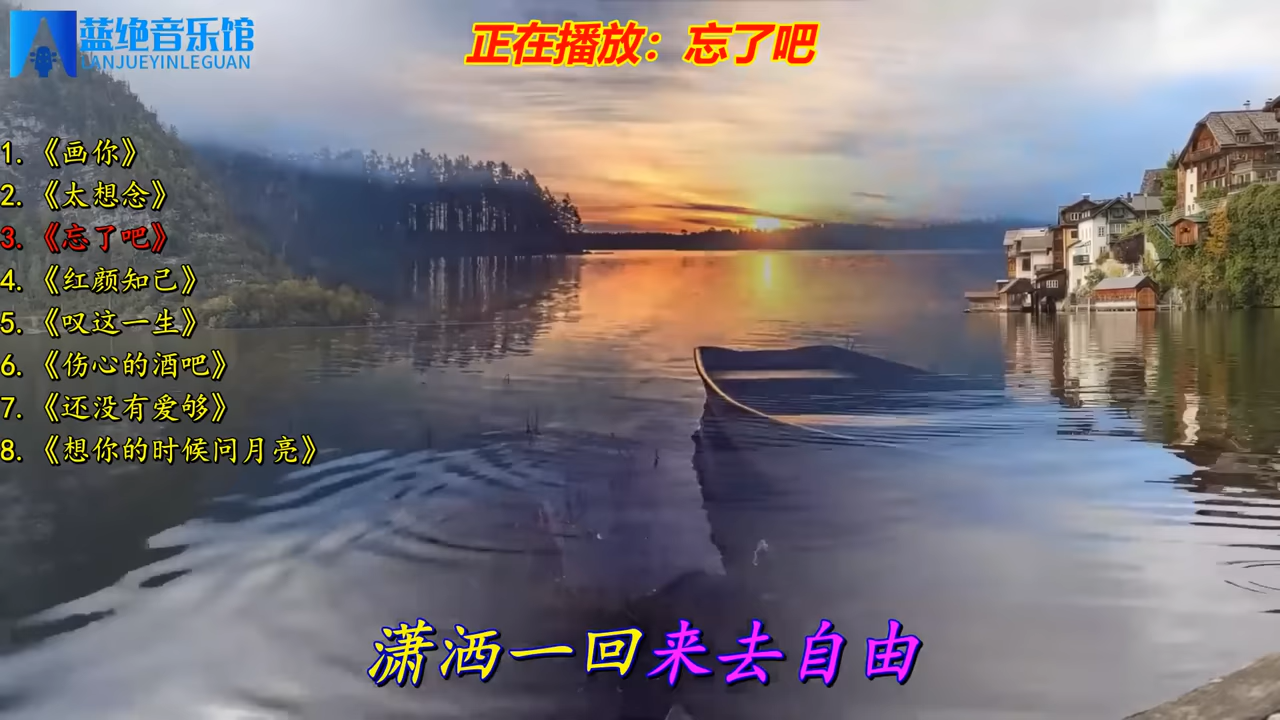 蓝绝音乐馆
LANJUEYINLEGUAN
正在播放：忘了吧
1.《画你》
2.《太想念》
3.《忘了吧》
4.《红颜知己》
5.《叹这一生》
6.《伤心的酒吧》
7.《还没有爱够》
8.《想你的时候问月亮》
潇洒一回来去自由